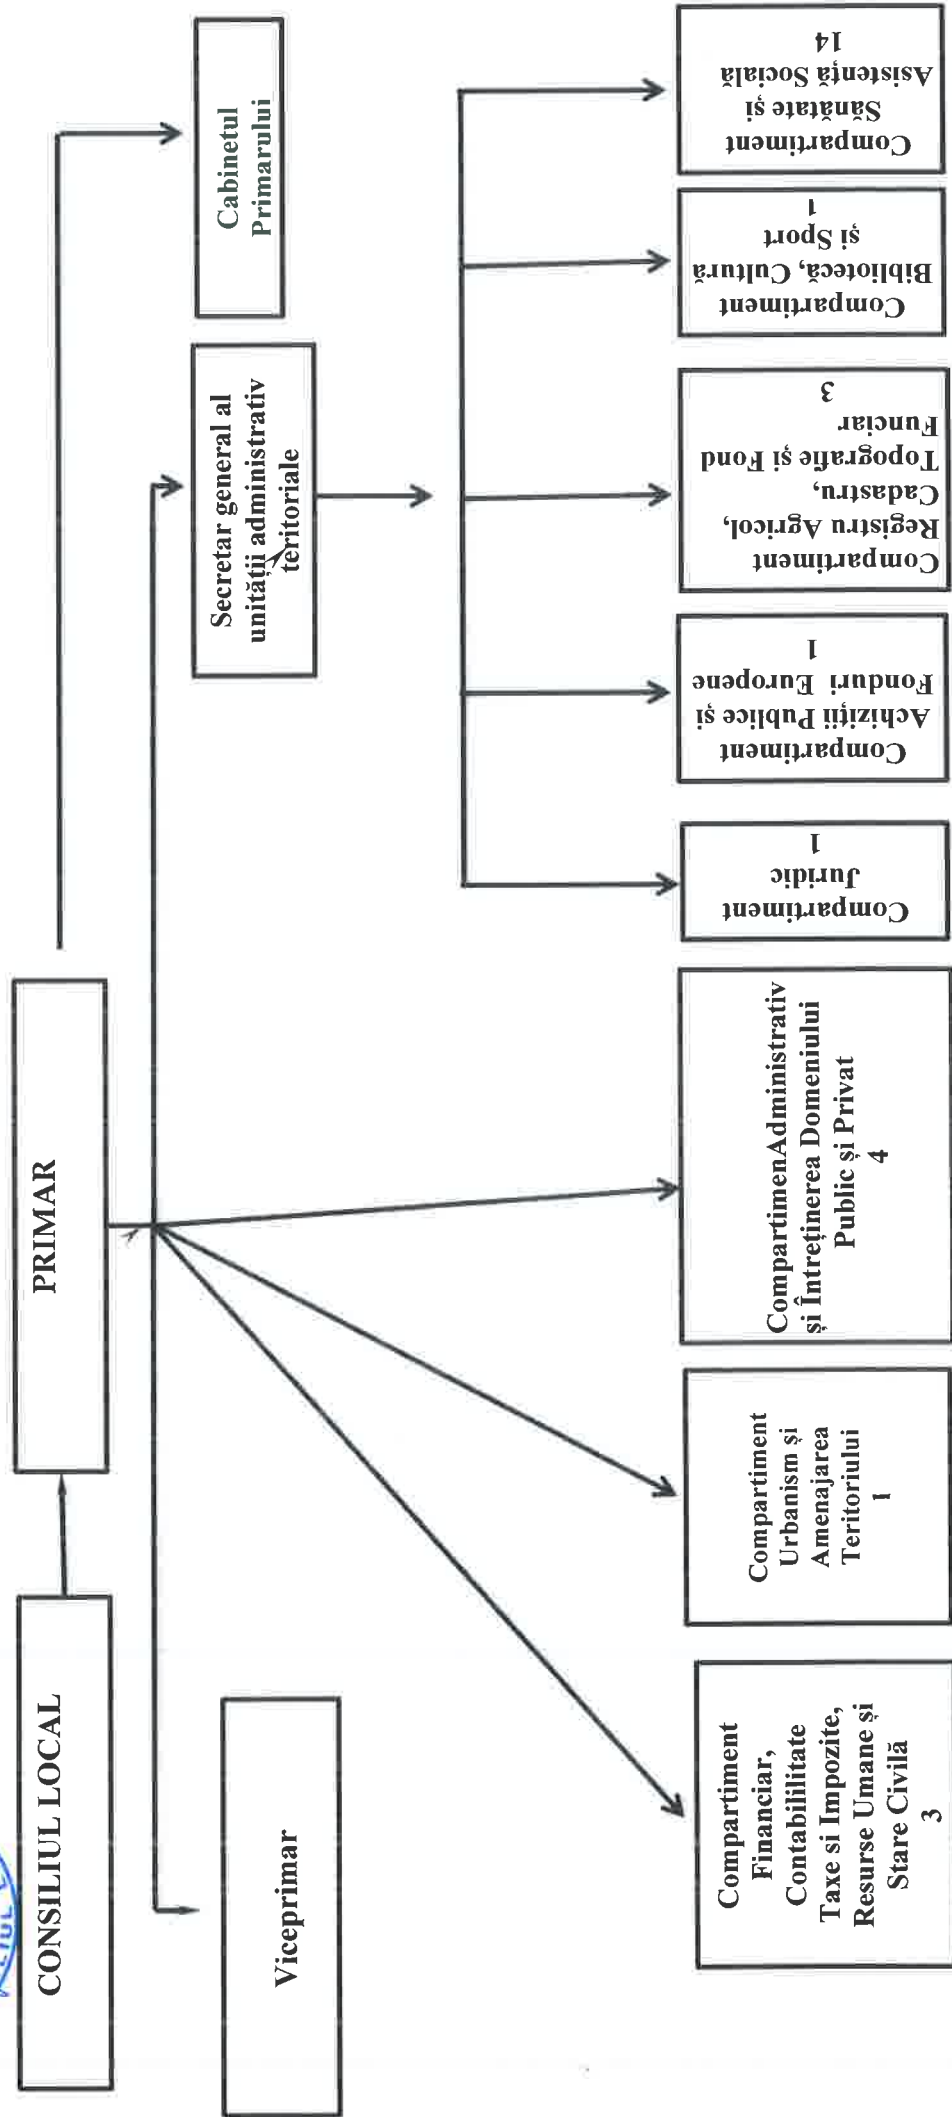 CONSILIUL LOCAL
PRIMAR
Viceprimar
Secretar general al
unității administrativ
teritoriale
Cabinetul
Primarului
Compartiment
Financiar,
Contabililitate
Taxe si Impozite,
Resurse Umane și
Stare Civilă
3
Compartiment
Urbanism și
Amenajarea
Teritoriului
1
CompartimenAdministrativ
și Întreținerea Domeniului
Public și Privat
4
Compartiment
Juridic
1
Compartiment
Achiziții Publice și
Fonduri Europene
1
Compartiment
Registru Agricol,
Cadastru,
Topografie și Fond
Funciar
3
Compartiment
Bibliotecă, Cultură
și Sport
1
Compartiment
Sănătate și
Asistență Socială
14